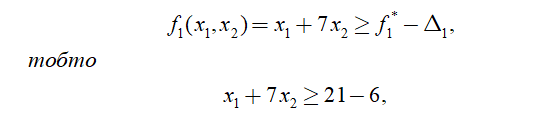 f₁(x₁,x₂) = x₁ + 7x₂ ≥ f₁* − Δ₁,
тобто
x₁ + 7x₂ ≥ 21 − 6,